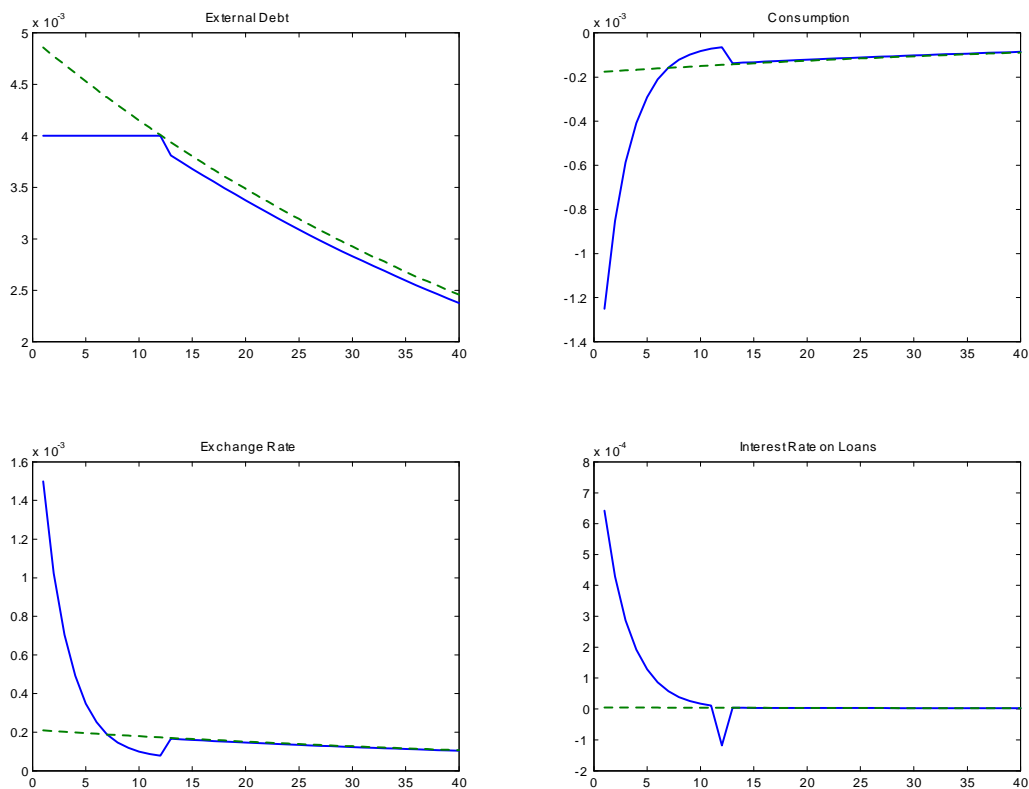 External Debt
x 10^-3
5
4.5
4
3.5
3
2.5
2
0 5 10 15 20 25 30 35 40
Consumption
x 10^-3
0
-0.2
-0.4
-0.6
-0.8
-1
-1.2
-1.4
0 5 10 15 20 25 30 35 40
Exchange Rate
x 10^-3
1.6
1.4
1.2
1
0.8
0.6
0.4
0.2
0
0 5 10 15 20 25 30 35 40
Interest Rate on Loans
x 10^-4
8
7
6
5
4
3
2
1
0
-1
-2
0 5 10 15 20 25 30 35 40